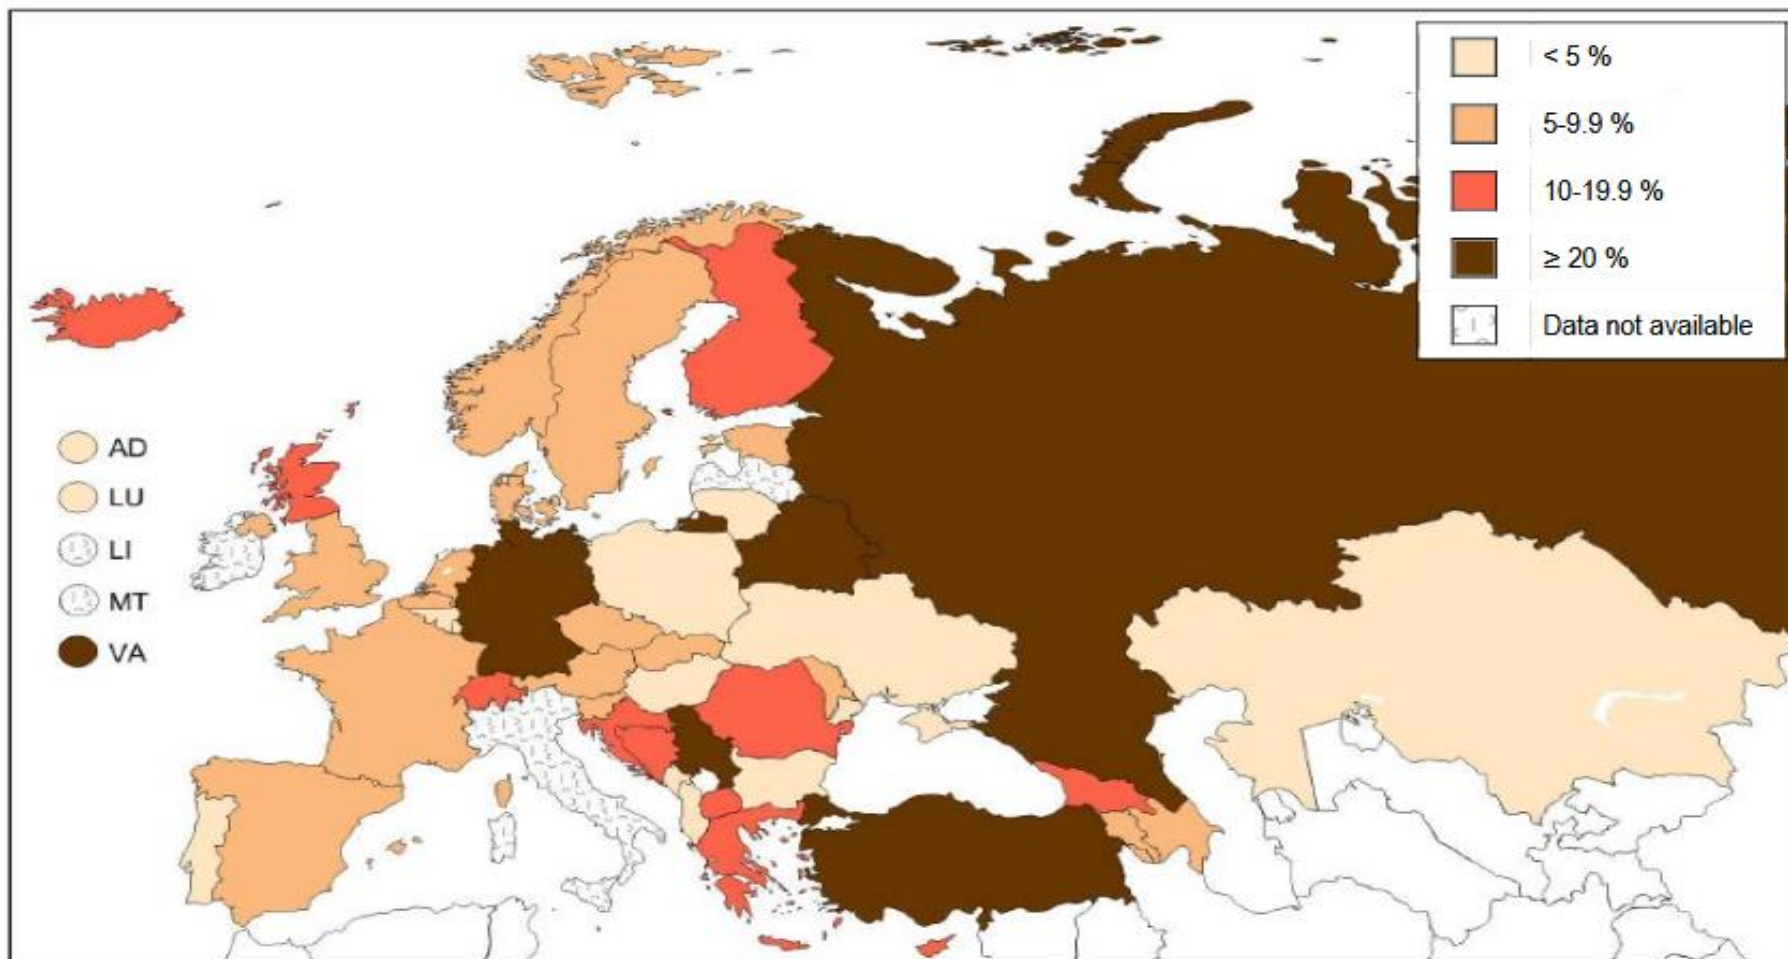 < 5 %
5-9.9 %
10-19.9 %
≥ 20 %
Data not available
AD
LU
LI
MT
VA